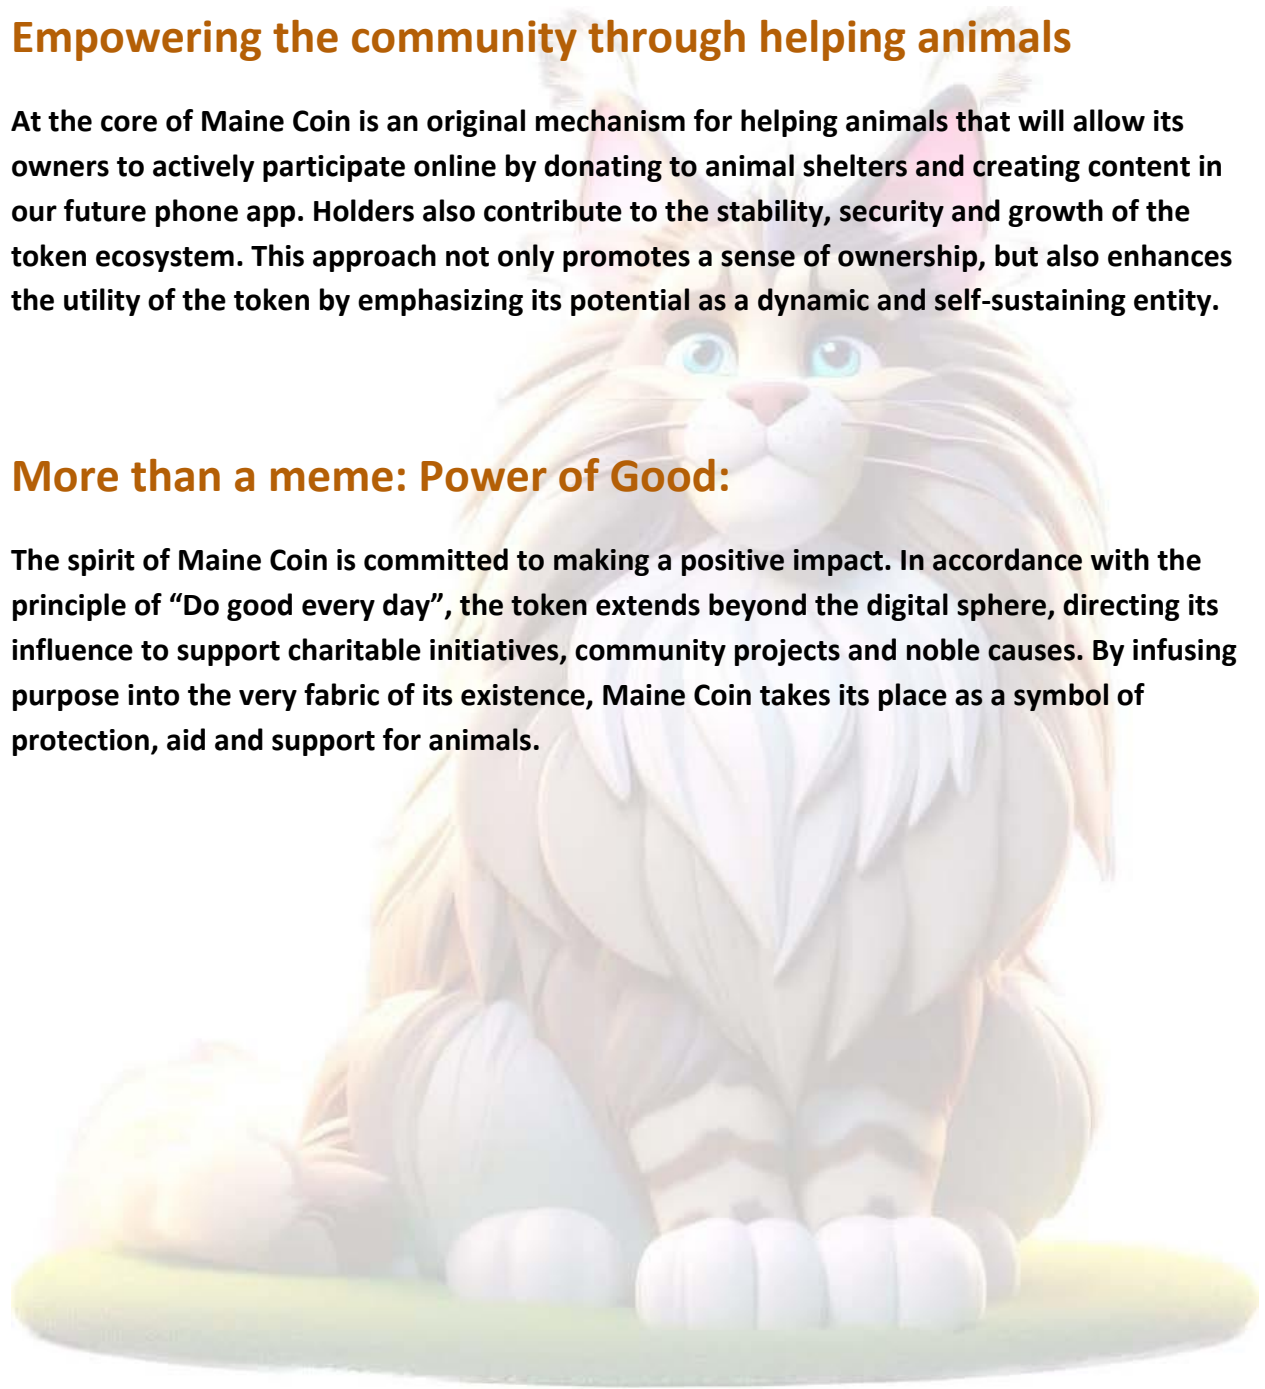 Empowering the community through helping animals
At the core of Maine Coin is an original mechanism for helping animals that will allow its
owners to actively participate online by donating to animal shelters and creating content in
our future phone app. Holders also contribute to the stability, security and growth of the
token ecosystem. This approach not only promotes a sense of ownership, but also enhances
the utility of the token by emphasizing its potential as a dynamic and self-sustaining entity.
More than a meme: Power of Good:
The spirit of Maine Coin is committed to making a positive impact. In accordance with the
principle of “Do good every day”, the token extends beyond the digital sphere, directing its
influence to support charitable initiatives, community projects and noble causes. By infusing
purpose into the very fabric of its existence, Maine Coin takes its place as a symbol of
protection, aid and support for animals.